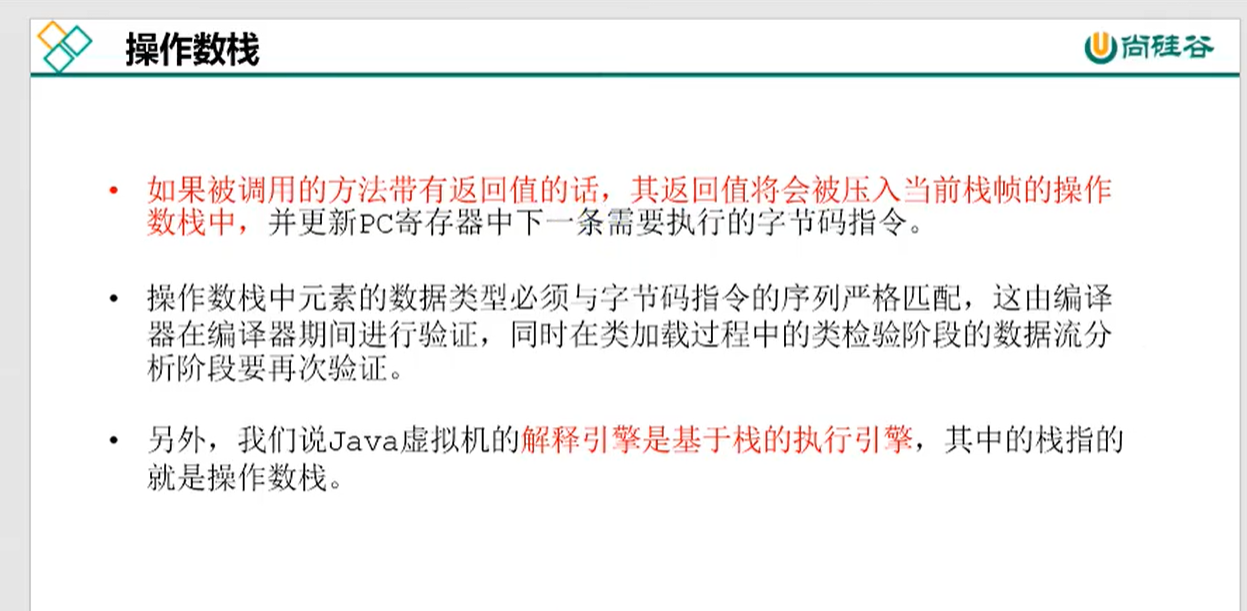 操作数栈
尚硅谷
• 如果被调用的方法带有返回值的话，其返回值将会被压入当前栈帧的操作
数栈中，并更新PC寄存器中下一条需要执行的字节码指令。
• 操作数栈中元素的数据类型必须与字节码指令的序列严格匹配，这由编译
器在编译器期间进行验证，同时在类加载过程中的类检验阶段的数据流分
析阶段要再次验证。
• 另外，我们说Java虚拟机的解释引擎是基于栈的执行引擎，其中的栈指的
就是操作数栈。